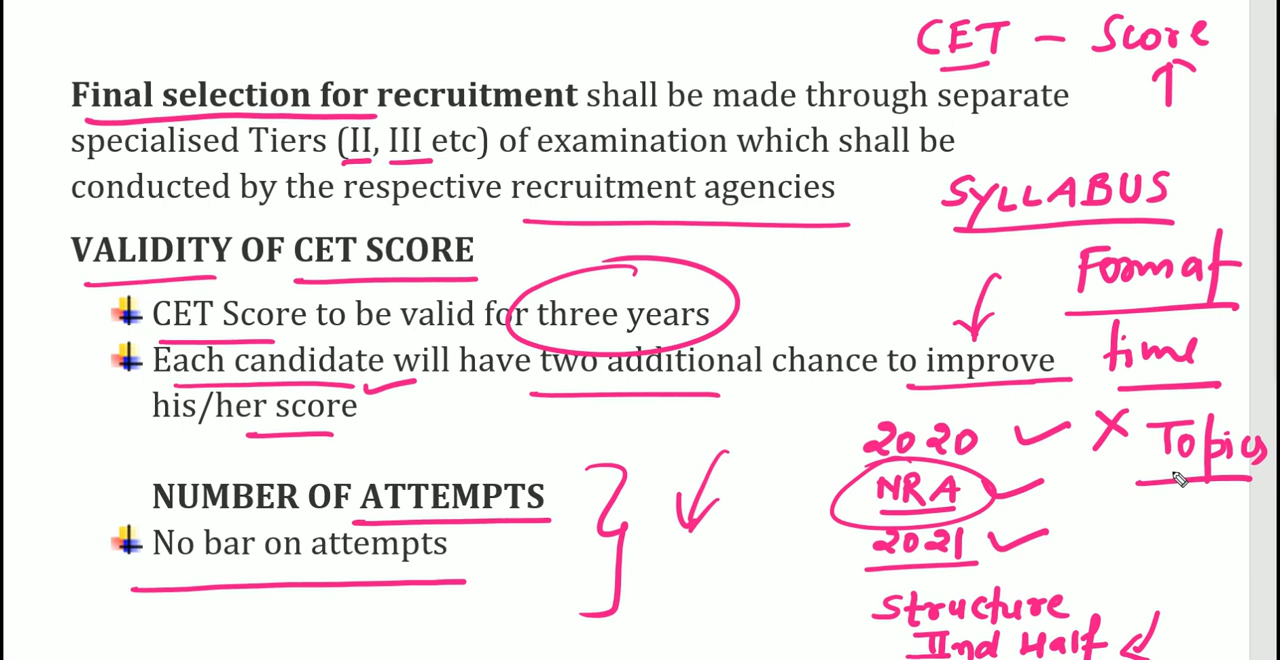 CET - Score
Final selection for recruitment shall be made through separate
specialised Tiers (II, III etc) of examination which shall be
conducted by the respective recruitment agencies
SYLLABUS
VALIDITY OF CET SCORE
Format
CET Score to be valid for three years
time
Each candidate will have two additional chance to improve
his/her score
2020
Topics
NRA
NUMBER OF ATTEMPTS
2021
No bar on attempts
Structure
IInd Half